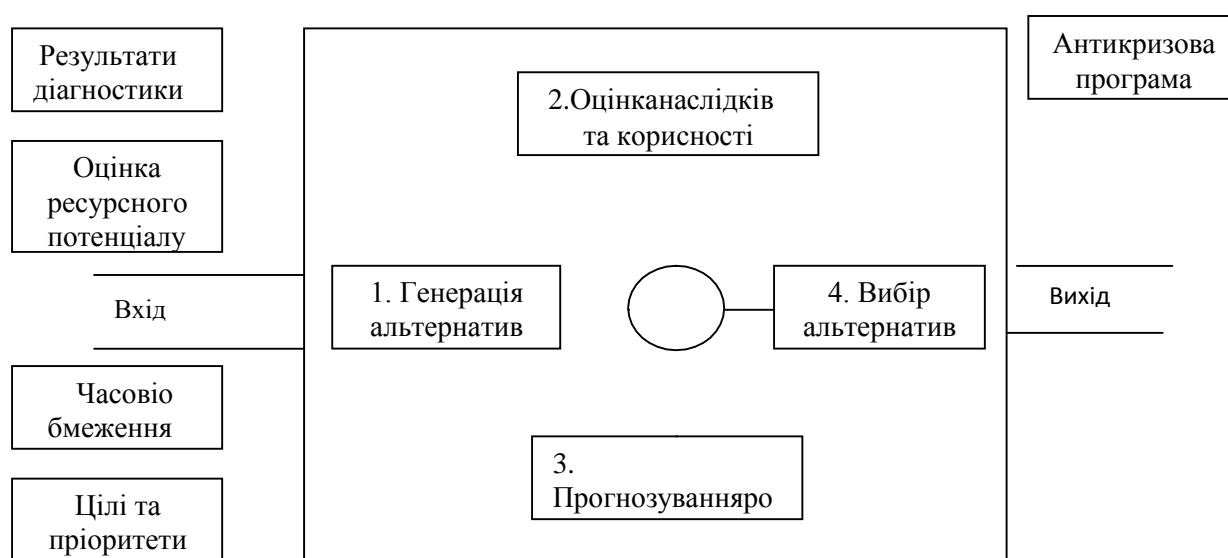 Результати
діагностики
Оцінка
ресурсного
потенціалу
Вхід
Часовіо
бмеження
Цілі та
пріоритети
2.Оцінканаслідків
та корисності
1. Генерація
альтернатив
4. Вибір
альтернатив
3.
Прогнозуванняро
Антикризова
програма
Вихід